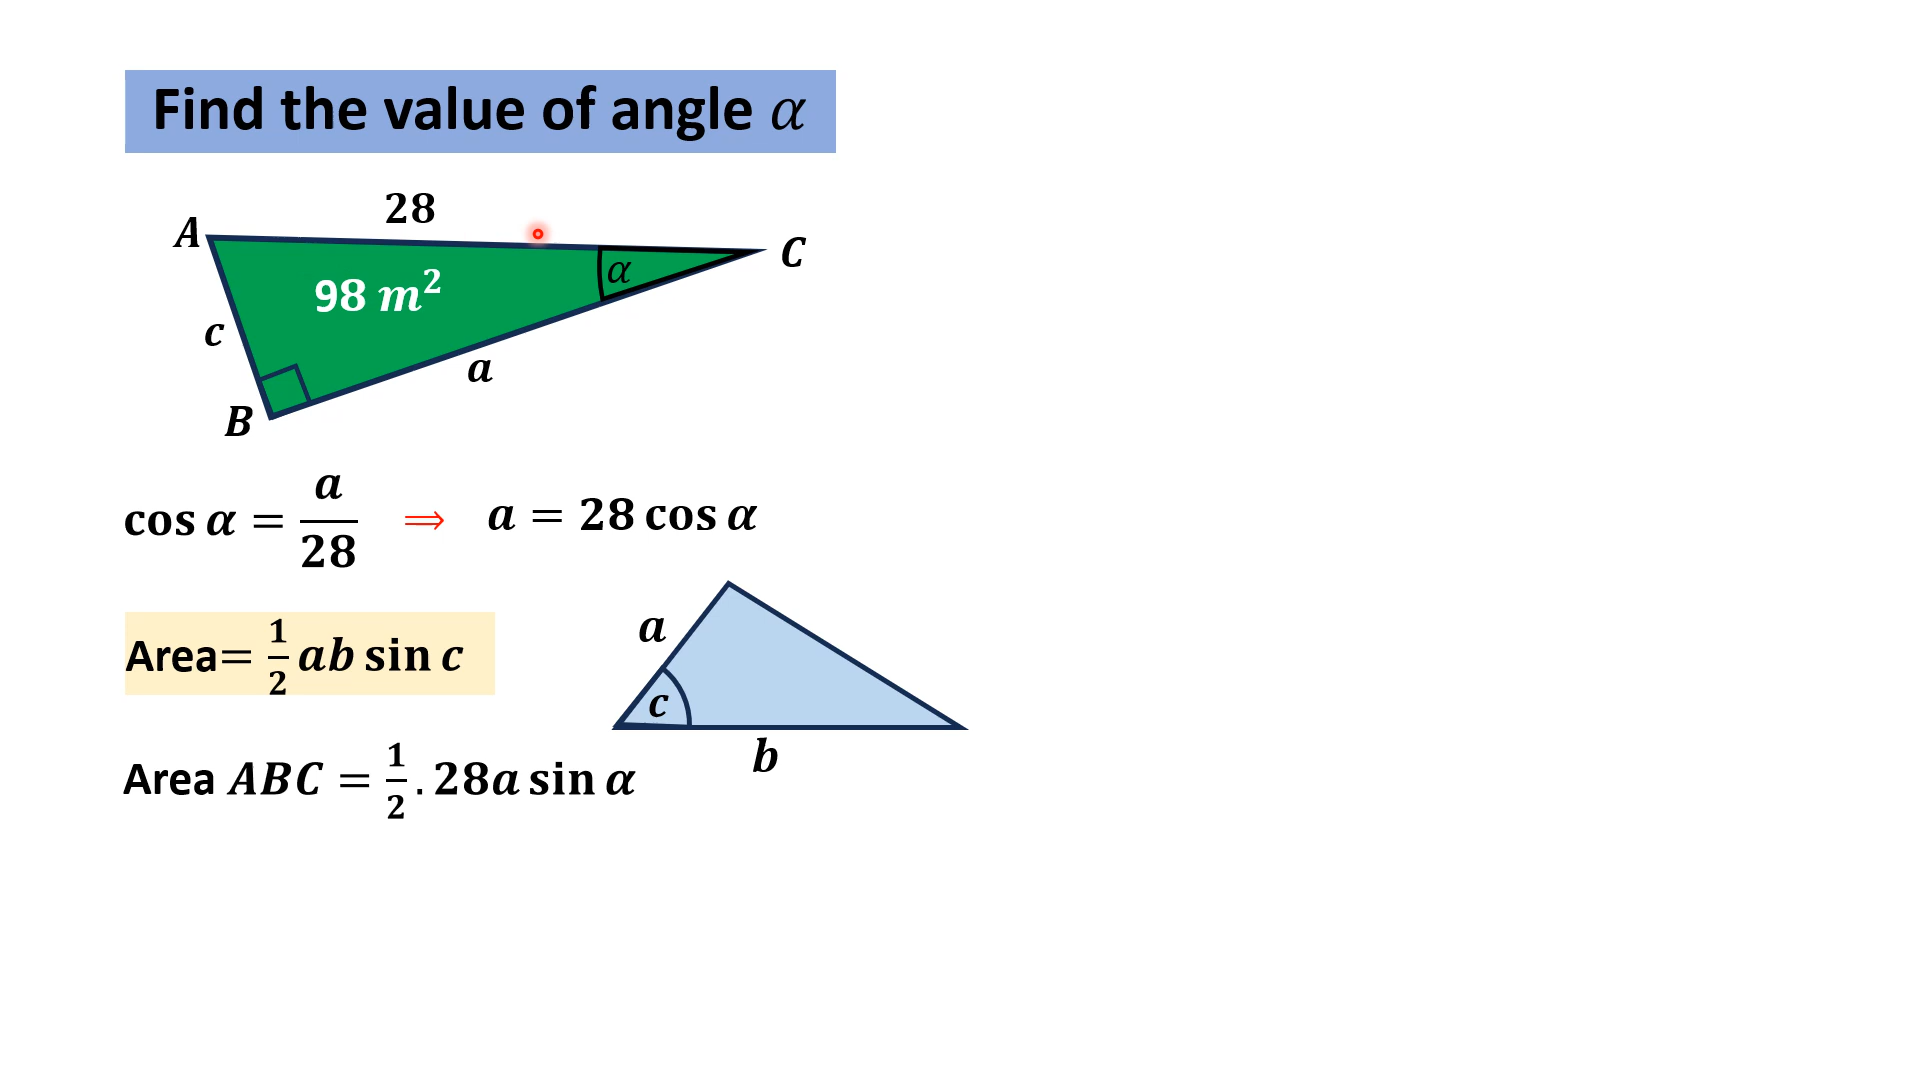 Find the value of angle α
28
A
C
α
98 m²
c
a
B
cos α = a/28 ⟹ a = 28 cos α
Area= 1/2 ab sin c
a
c
b
Area ABC = 1/2 . 28a sin α